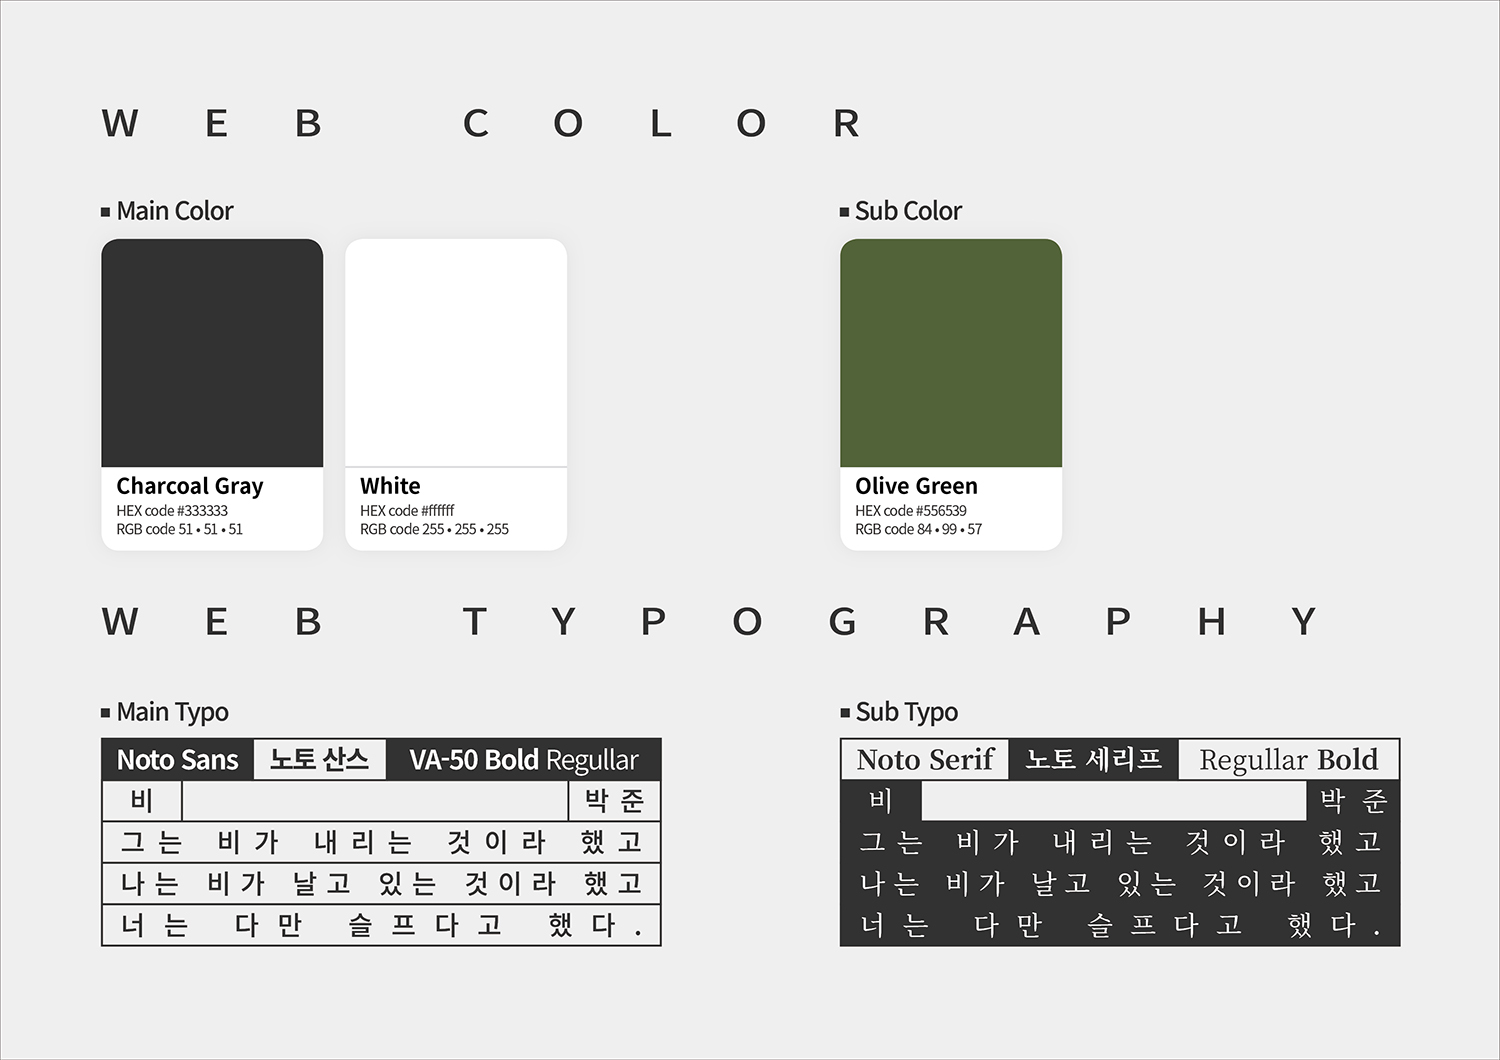 WEB COLOR
■ Main Color
Charcoal Gray
HEX code #333333
RGB code 51 • 51 • 51
White
HEX code #ffffff
RGB code 255 • 255 • 255
■ Sub Color
Olive Green
HEX code #556539
RGB code 84 • 99 • 57
WEB TYPOGRAPHY
■ Main Typo
Noto Sans 노토 산스 VA-50 Bold Regullar
비 박준
그는 비가 내리는 것이라 했고
나는 비가 날고 있는 것이라 했고
너는 다만 슬프다고 했다.
■ Sub Typo
Noto Serif 노토 세리프 Regullar Bold
비 박준
그는 비가 내리는 것이라 했고
나는 비가 날고 있는 것이라 했고
너는 다만 슬프다고 했다.